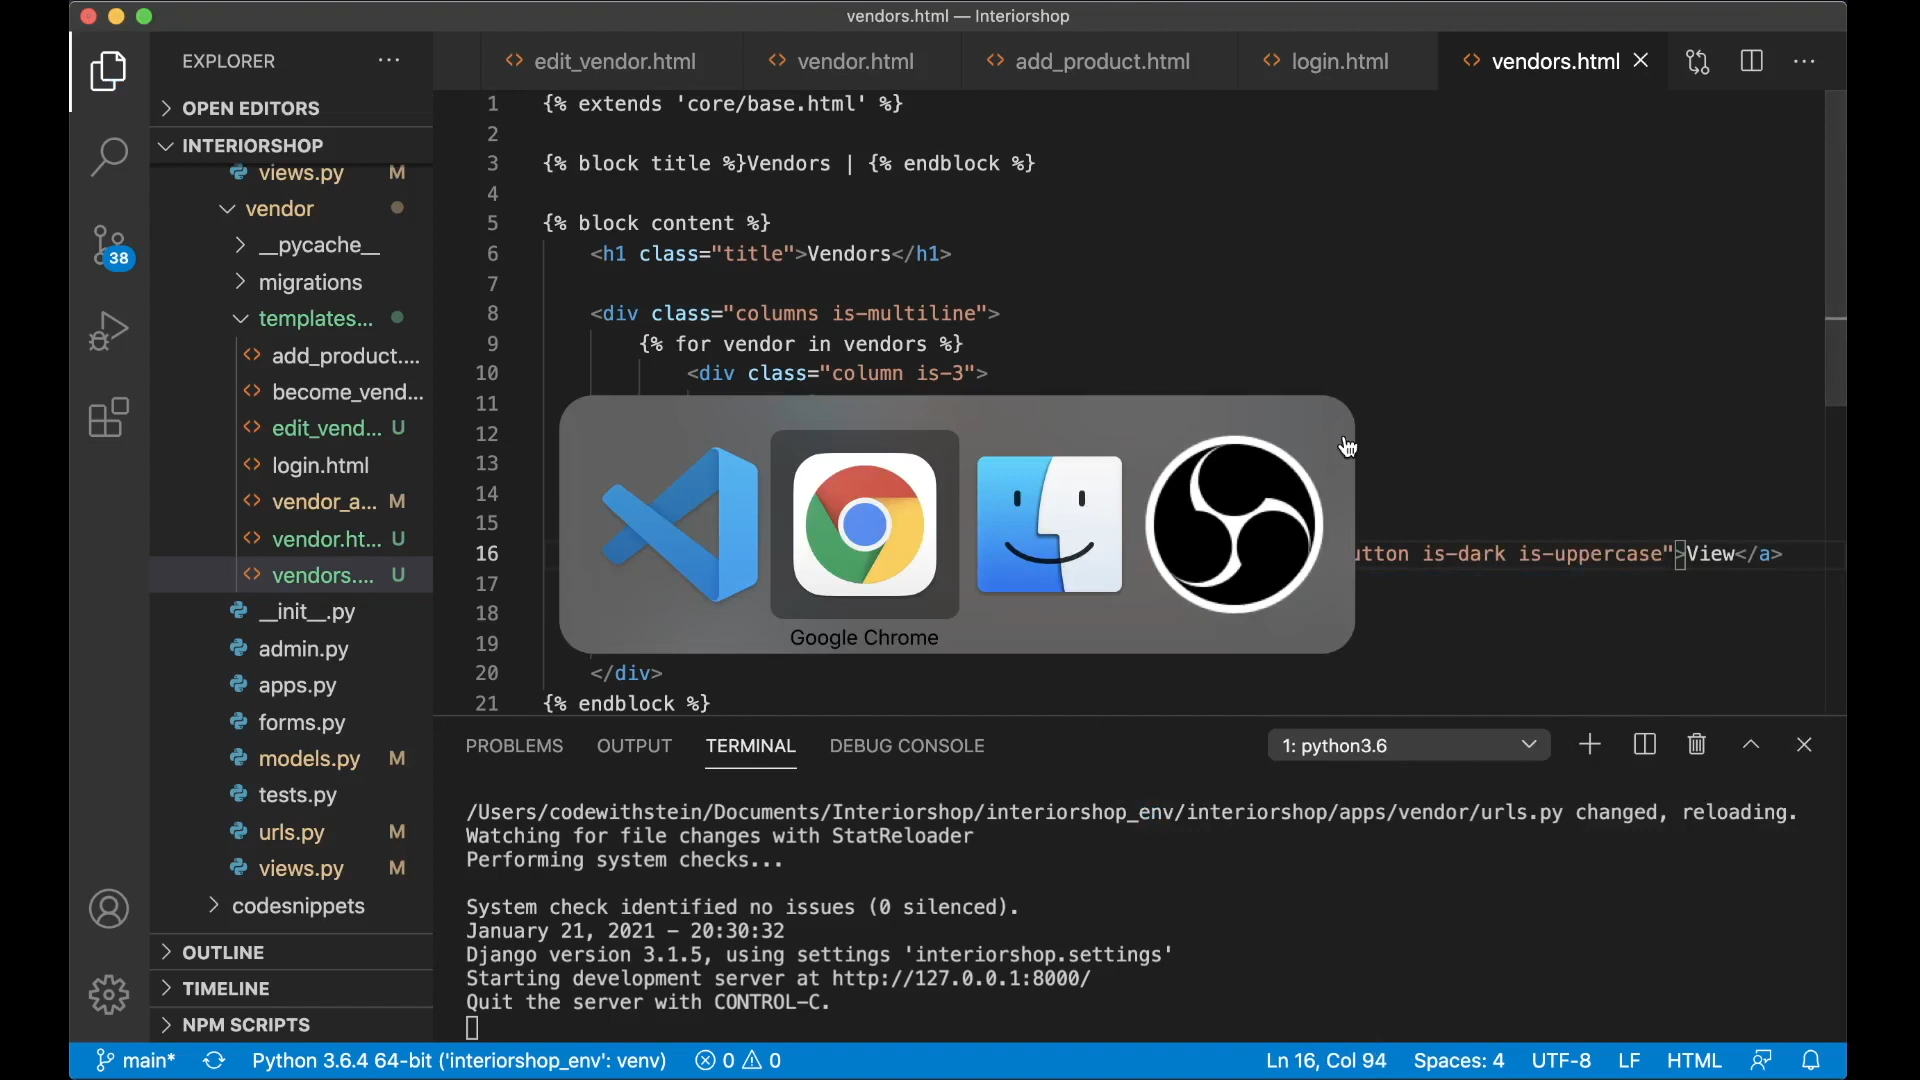 vendors.html — Interiorshop
EXPLORER
edit_vendor.html
vendor.html
add_product.html
login.html
vendors.html
OPEN EDITORS
INTERIORSHOP
views.py M
vendor
__pycache__
migrations
templates...
add_product....
become_vend...
edit_vend... U
login.html
vendor_a... M
vendor.ht... U
vendors.... U
__init__.py
admin.py
apps.py
forms.py
models.py M
tests.py
urls.py M
views.py M
codesnippets
OUTLINE
TIMELINE
NPM SCRIPTS
38
1 {% extends 'core/base.html' %}
2
3 {% block title %}Vendors | {% endblock %}
4
5 {% block content %}
6 <h1 class="title">Vendors</h1>
7
8 <div class="columns is-multiline">
9 {% for vendor in vendors %}
10 <div class="column is-3">
11
12
13
14
15
16 utton is-dark is-uppercase">View</a>
17
18
19
20 </div>
21 {% endblock %}
Google Chrome
PROBLEMS OUTPUT TERMINAL DEBUG CONSOLE
1: python3.6
/Users/codewithstein/Documents/Interiorshop/interiorshop_env/interiorshop/apps/vendor/urls.py changed, reloading.
Watching for file changes with StatReloader
Performing system checks...
System check identified no issues (0 silenced).
January 21, 2021 - 20:30:32
Django version 3.1.5, using settings 'interiorshop.settings'
Starting development server at http://127.0.0.1:8000/
Quit the server with CONTROL-C.
main* Python 3.6.4 64-bit ('interiorshop_env': venv) 0 0 Ln 16, Col 94 Spaces: 4 UTF-8 LF HTML